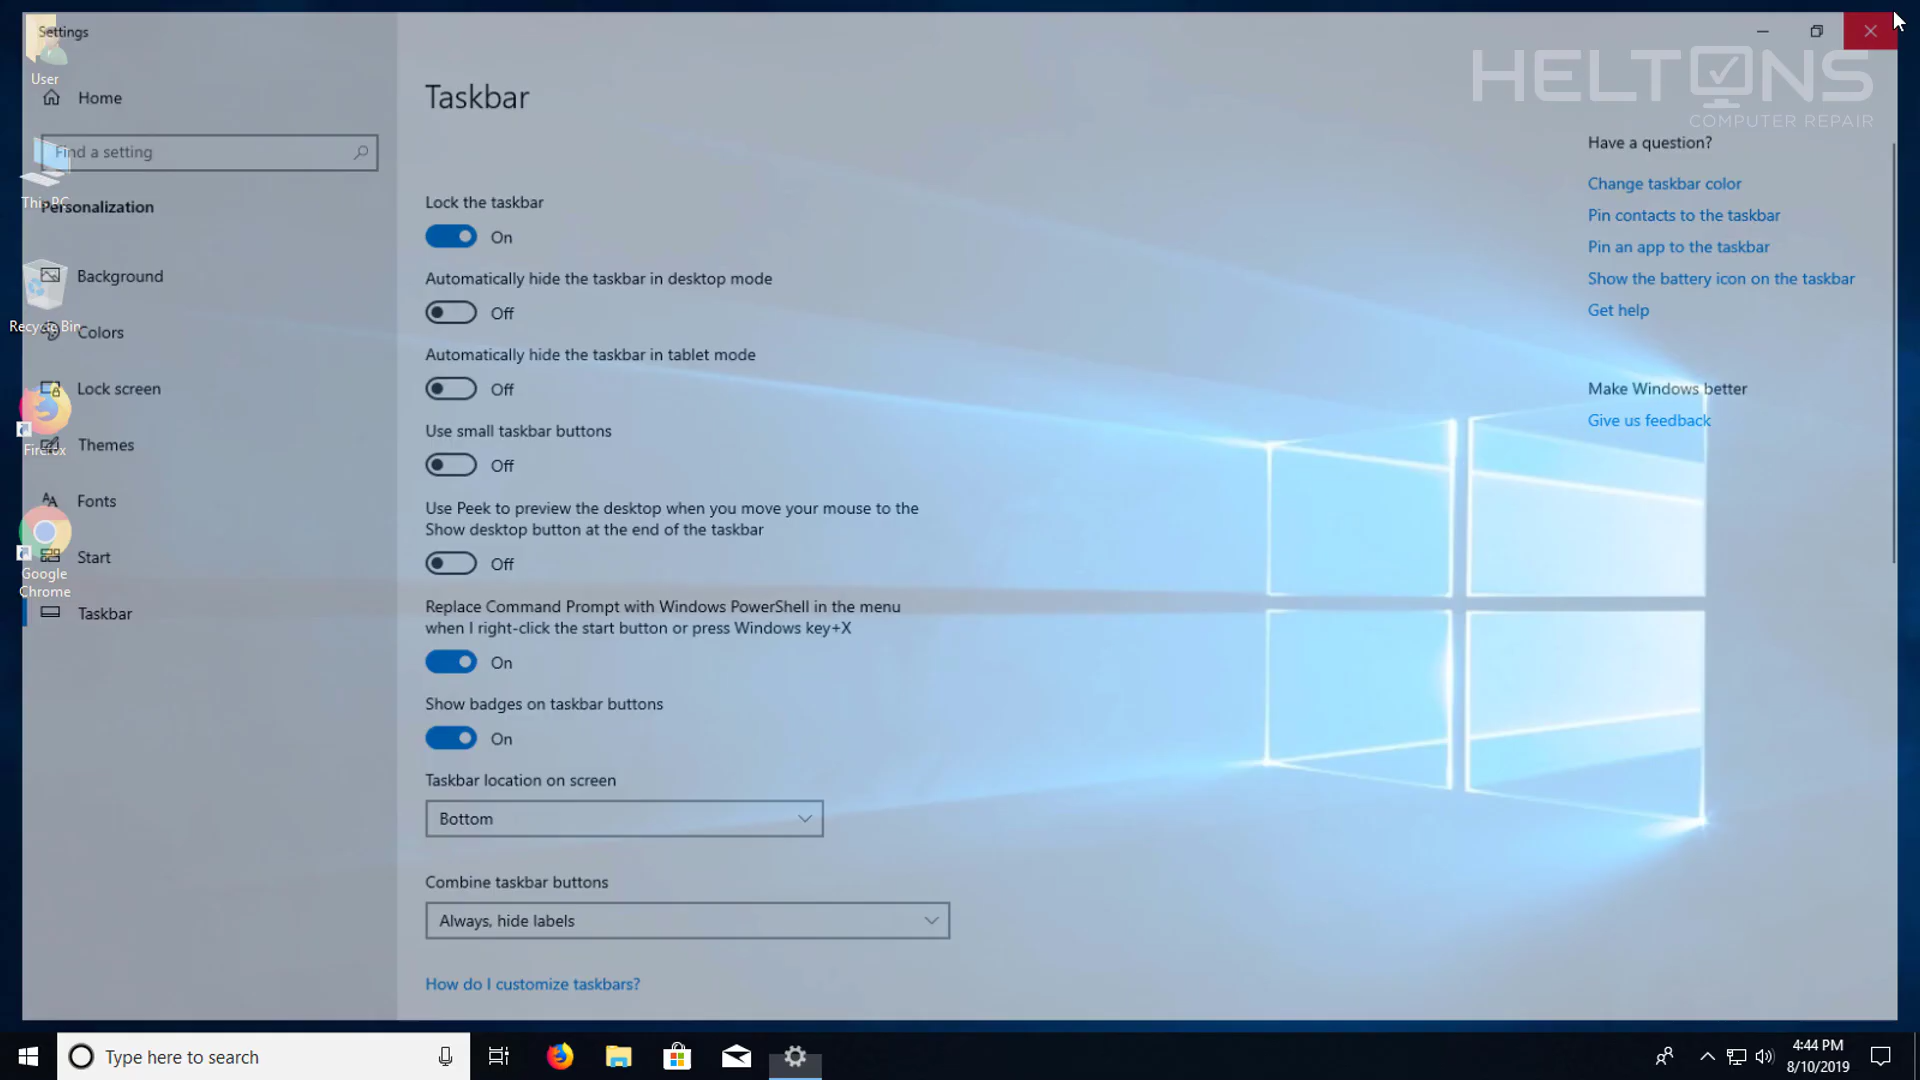 Settings
HELTONS
COMPUTER REPAIR
User
Home
Find a setting
This PC
Personalization
Background
Recycle Bin
Colors
Lock screen
Firefox
Themes
Fonts
Google
Chrome
Start
Taskbar
Taskbar
Lock the taskbar
On
Automatically hide the taskbar in desktop mode
Off
Automatically hide the taskbar in tablet mode
Off
Use small taskbar buttons
Off
Use Peek to preview the desktop when you move your mouse to the
Show desktop button at the end of the taskbar
Off
Replace Command Prompt with Windows PowerShell in the menu
when I right-click the start button or press Windows key+X
On
Show badges on taskbar buttons
On
Taskbar location on screen
Bottom
Combine taskbar buttons
Always, hide labels
How do I customize taskbars?
Have a question?
Change taskbar color
Pin contacts to the taskbar
Pin an app to the taskbar
Show the battery icon on the taskbar
Get help
Make Windows better
Give us feedback
Type here to search
4:44 PM
8/10/2019